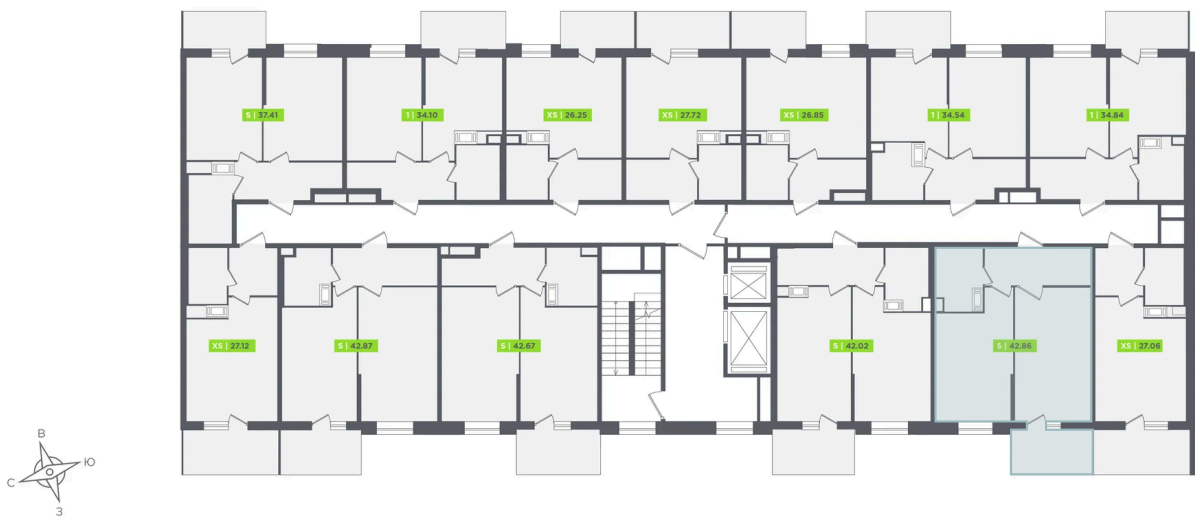 S | 37.41
1 | 34.10
XS | 26.25
XS | 27.72
XS | 26.85
1 | 34.54
1 | 34.84
XS | 27.12
S | 42.87
S | 42.67
S | 42.02
S | 42.86
XS | 27.06
В
Ю
С
З